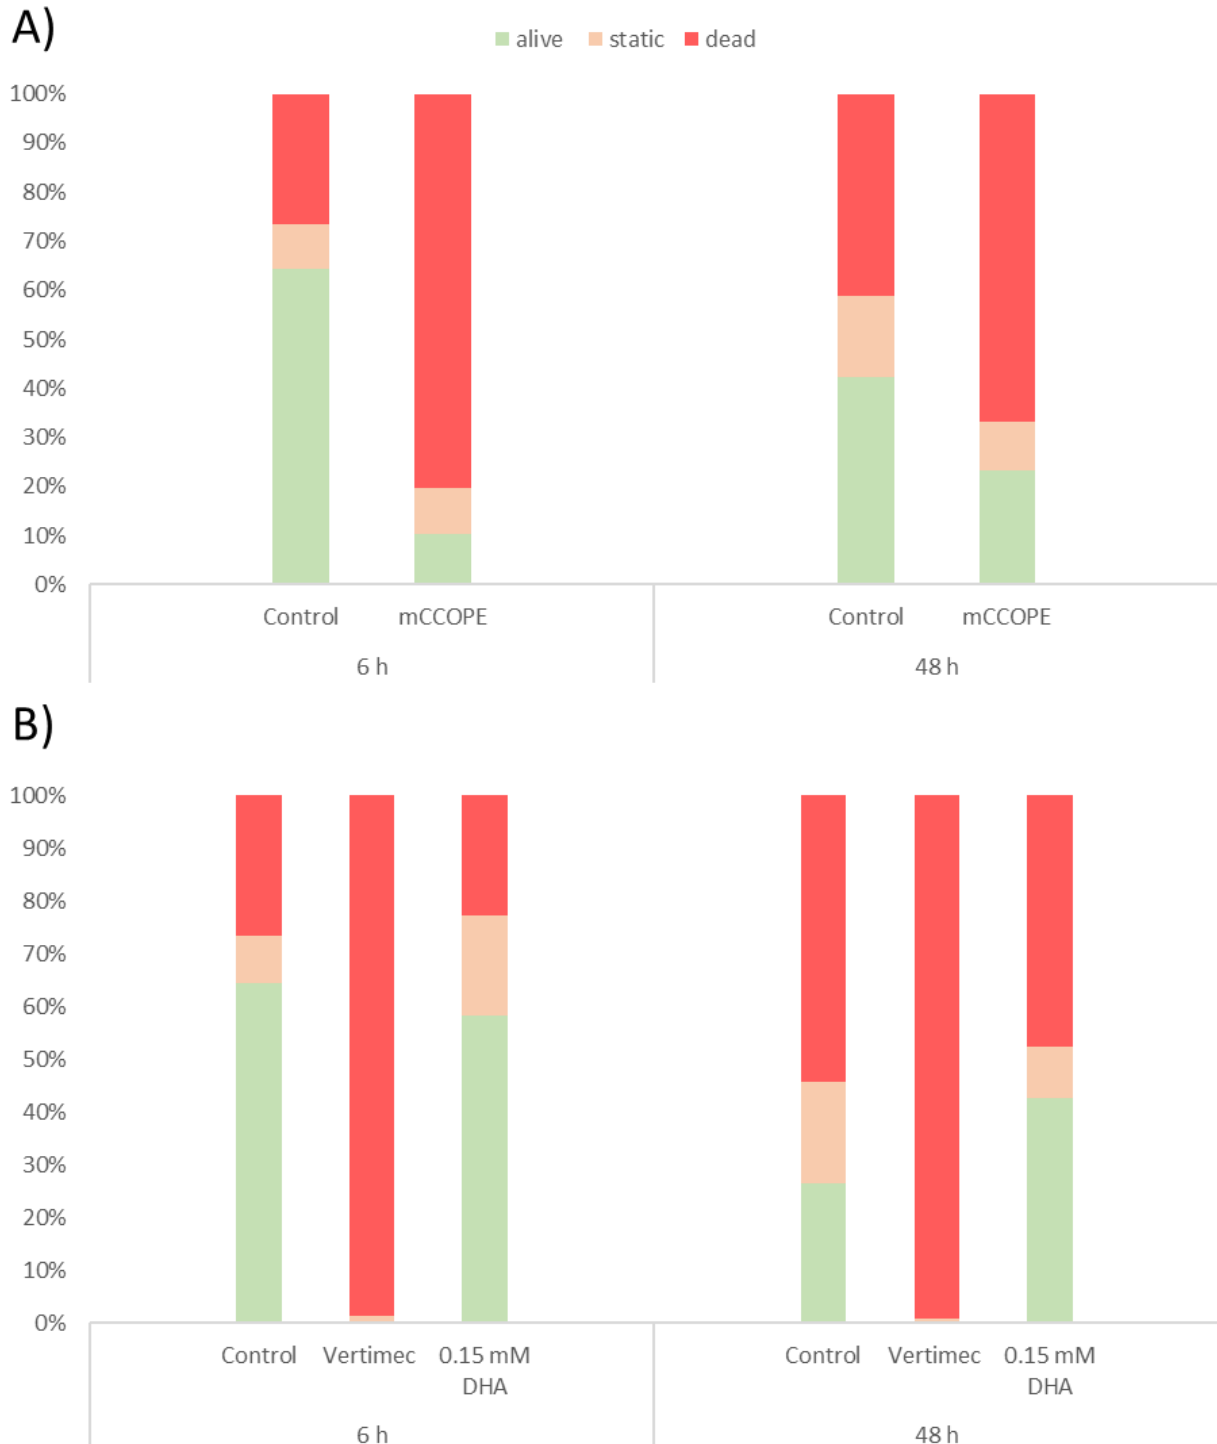 A)
alive static dead
100%
90%
80%
70%
60%
50%
40%
30%
20%
10%
0%
Control mCCOPE Control mCCOPE
6 h 48 h
B)
100%
90%
80%
70%
60%
50%
40%
30%
20%
10%
0%
Control Vertimec 0.15 mM Control Vertimec 0.15 mM
DHA DHA
6 h 48 h